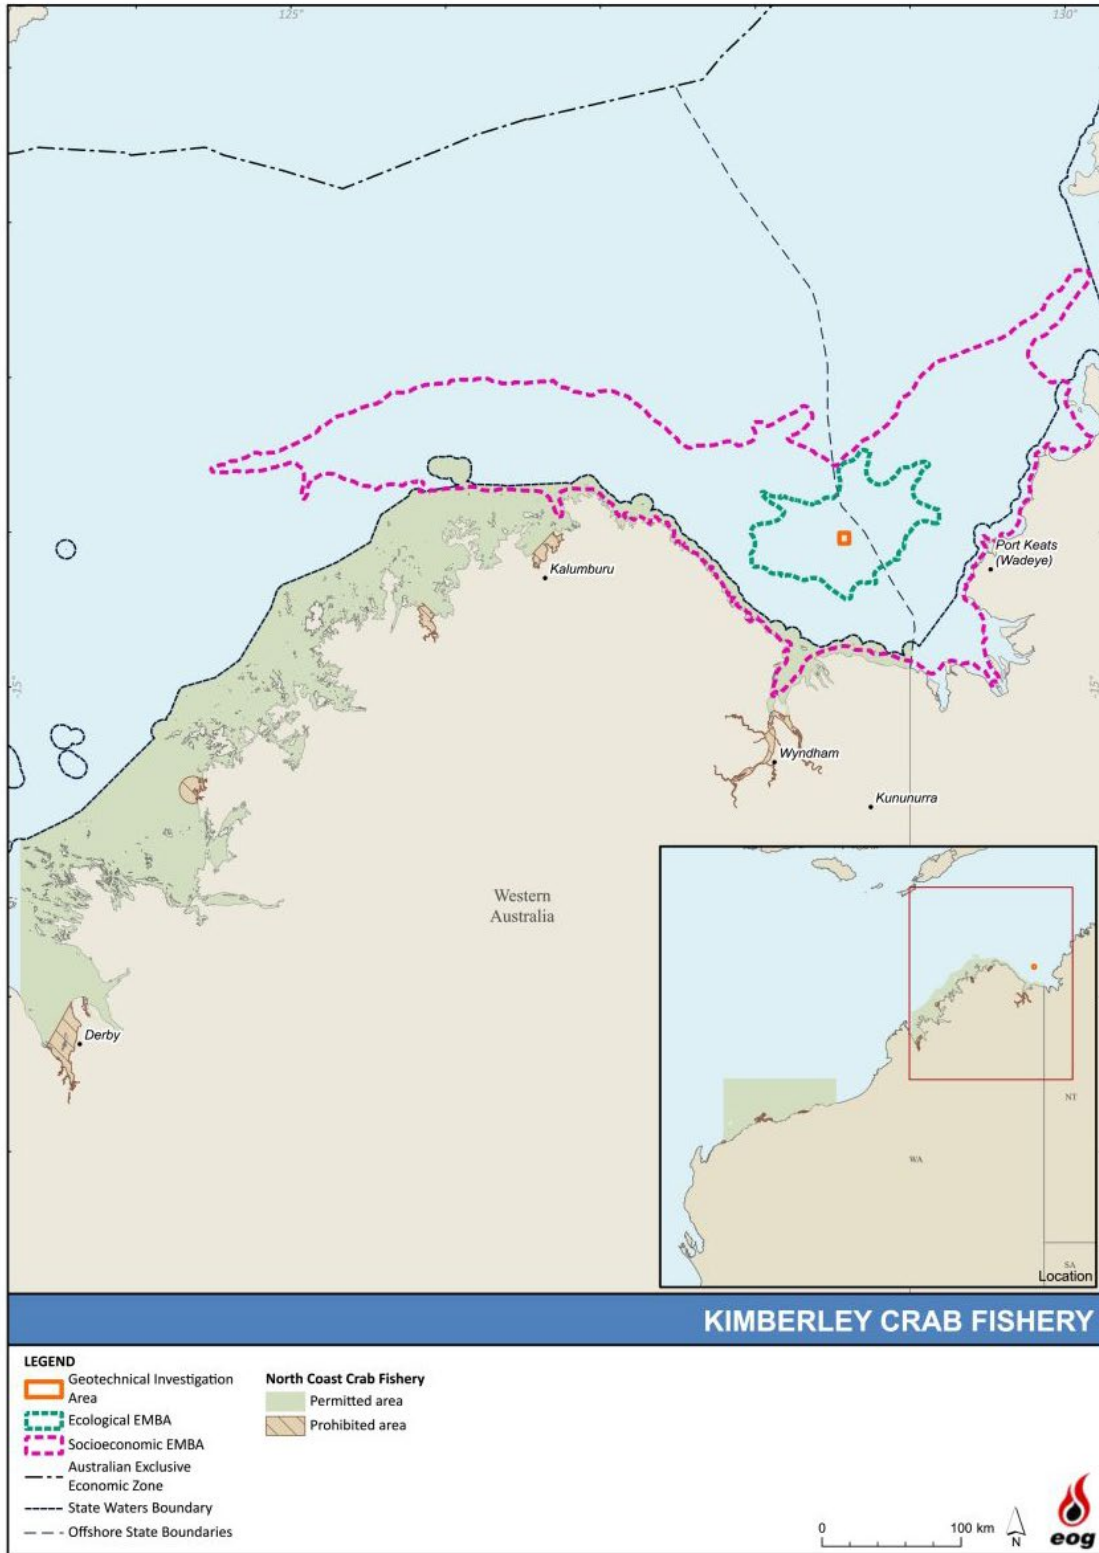 125°
130°
Kalumburu
Port Keats
(Wadeye)
-15°
-15°
Wyndham
Kununurra
Western
Australia
Derby
NT
WA
SA
Location
KIMBERLEY CRAB FISHERY
LEGEND
Geotechnical Investigation
Area
Ecological EMBA
Socioeconomic EMBA
Australian Exclusive
Economic Zone
State Waters Boundary
Offshore State Boundaries
North Coast Crab Fishery
Permitted area
Prohibited area
0 100 km
N
eog